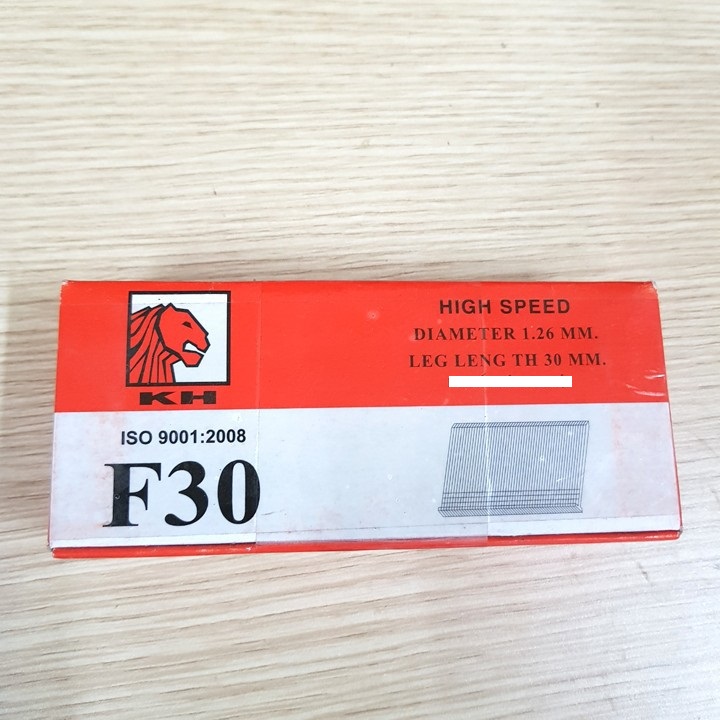 KH
HIGH SPEED
DIAMETER 1.26 MM.
LEG LENG TH 30 MM.
ISO 9001:2008
F30